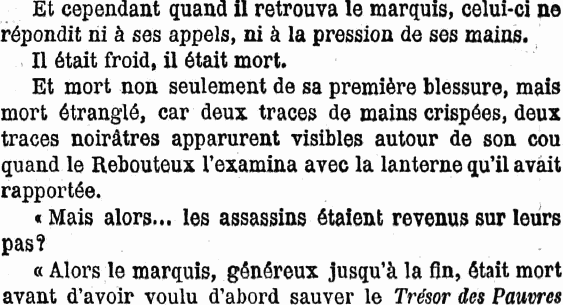 Et cependant quand il retrouva le marquis, celui-ci ne
répondit ni à ses appels, ni à la pression de ses mains.
Il était froid, il était mort.
Et mort non seulement de sa première blessure, mais
mort étranglé, car deux traces de mains crispées, deux
traces noirâtres apparurent visibles autour de son cou
quand le Rebouteux l'examina avec la lanterne qu'il avait
rapportée.
« Mais alors... les assassins étaient revenus sur leurs
pas?
« Alors le marquis, généreux jusqu'à la fin, était mort
avant d'avoir voulu d'abord sauver le Trésor des Pauvres